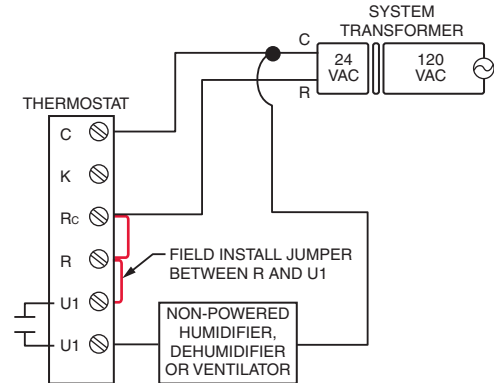 SYSTEM
TRANSFORMER
C
24
VAC
120
VAC
R
THERMOSTAT
C
K
Rc
R
FIELD INSTALL JUMPER
BETWEEN R AND U1
U1
U1
NON-POWERED
HUMIDIFIER,
DEHUMIDIFIER
OR VENTILATOR